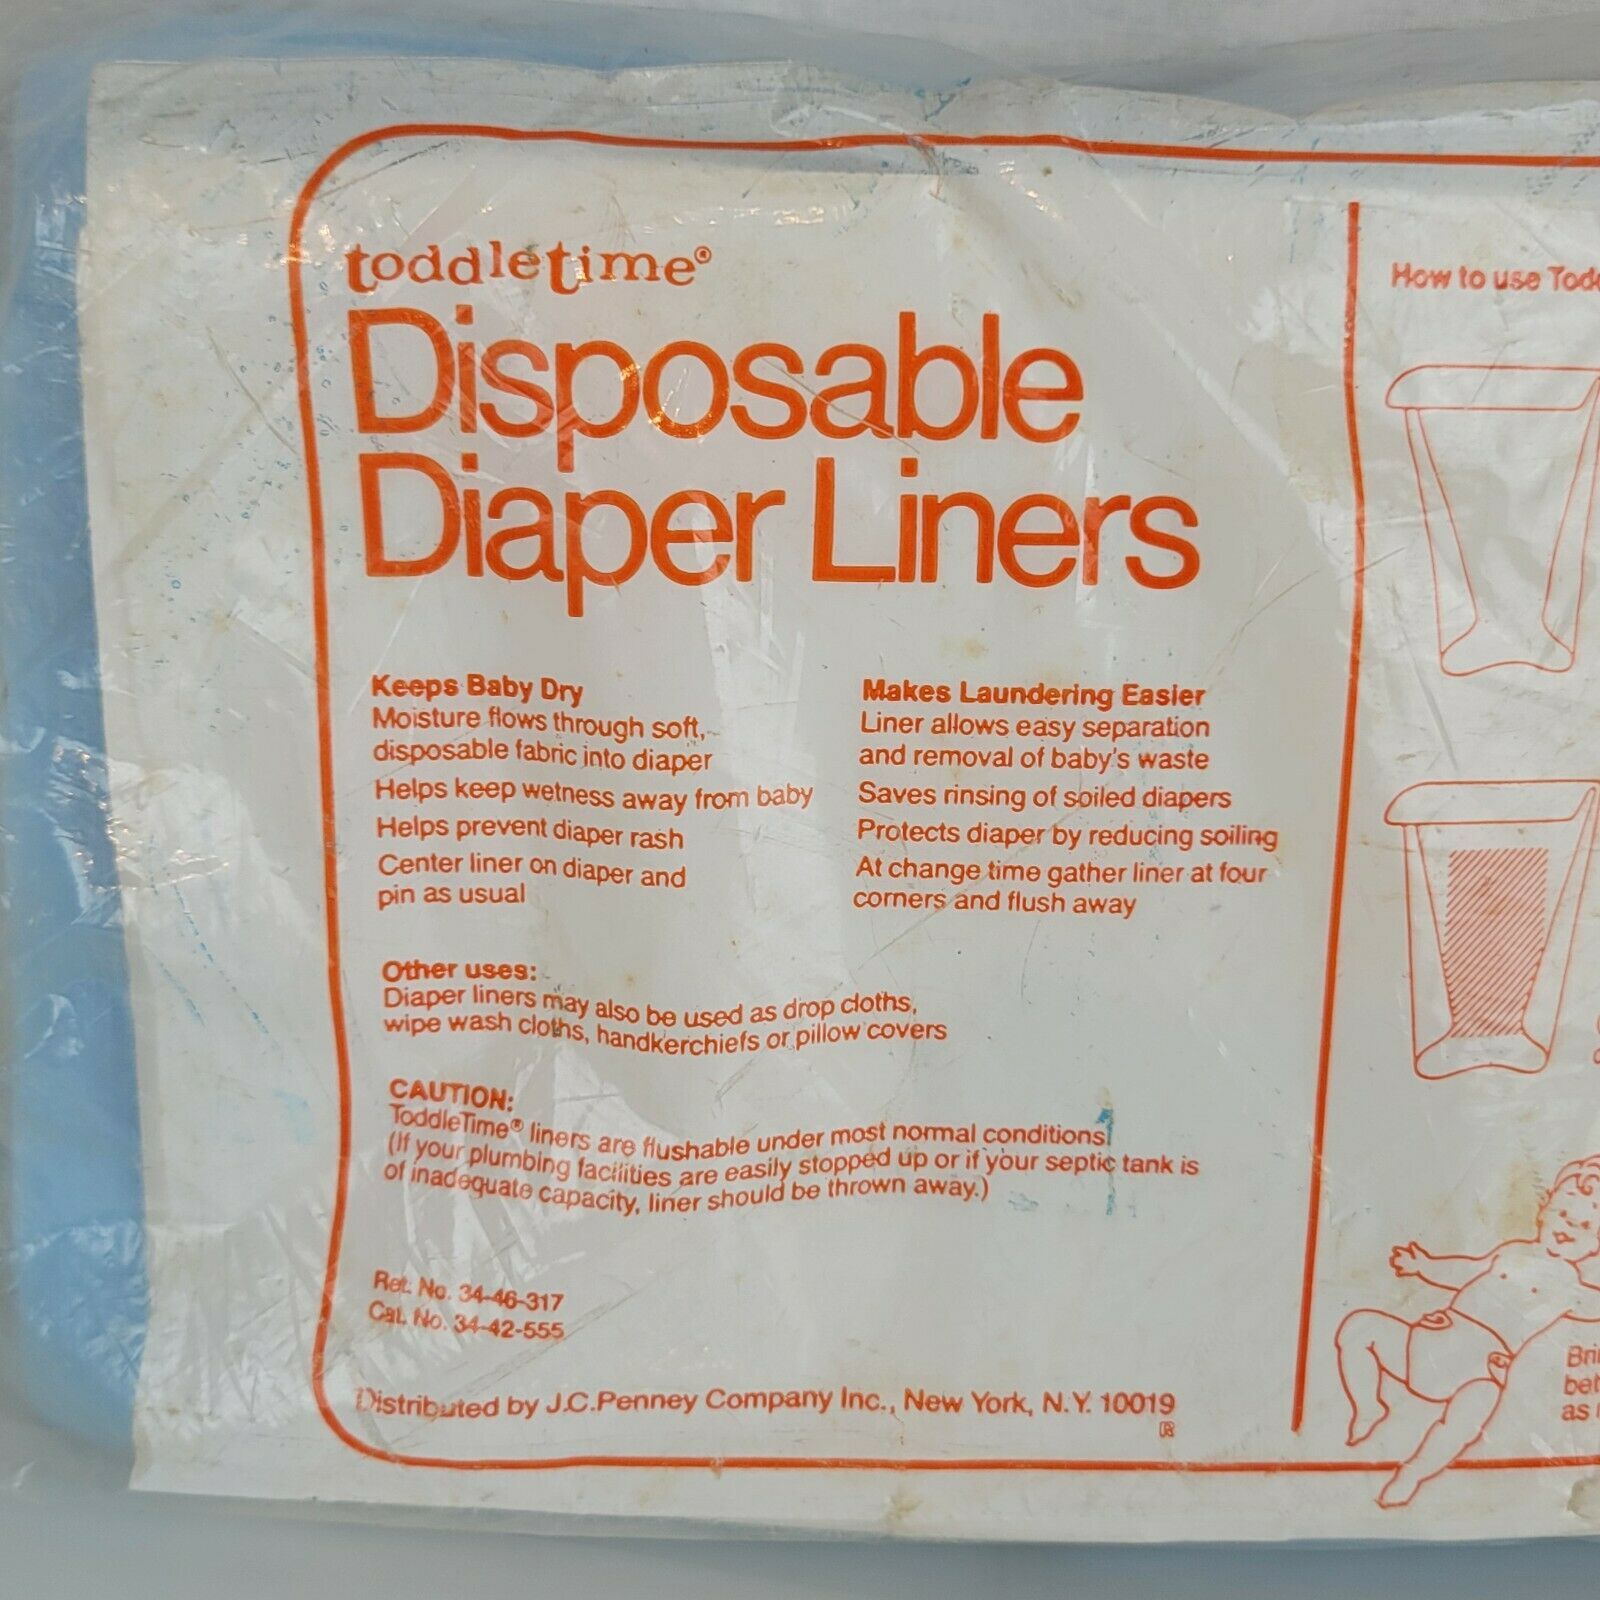 toddletime®
Disposable
Diaper Liners
Keeps Baby Dry
Moisture flows through soft,
disposable fabric into diaper
Helps keep wetness away from baby
Helps prevent diaper rash
Center liner on diaper and
pin as usual
Makes Laundering Easier
Liner allows easy separation
and removal of baby's waste
Saves rinsing of soiled diapers
Protects diaper by reducing soiling
At change time gather liner at four
corners and flush away
Other uses:
Diaper liners may also be used as drop cloths,
wipe wash cloths, handkerchiefs or pillow covers
CAUTION:
ToddleTime® liners are flushable under most normal conditions.
(If your plumbing facilities are easily stopped up or if your septic tank is
of inadequate capacity, liner should be thrown away.)
Ret. No. 34-46-317
Cat. No. 34-42-555
Distributed by J.C.Penney Company Inc., New York, N.Y. 10019
How to use
as